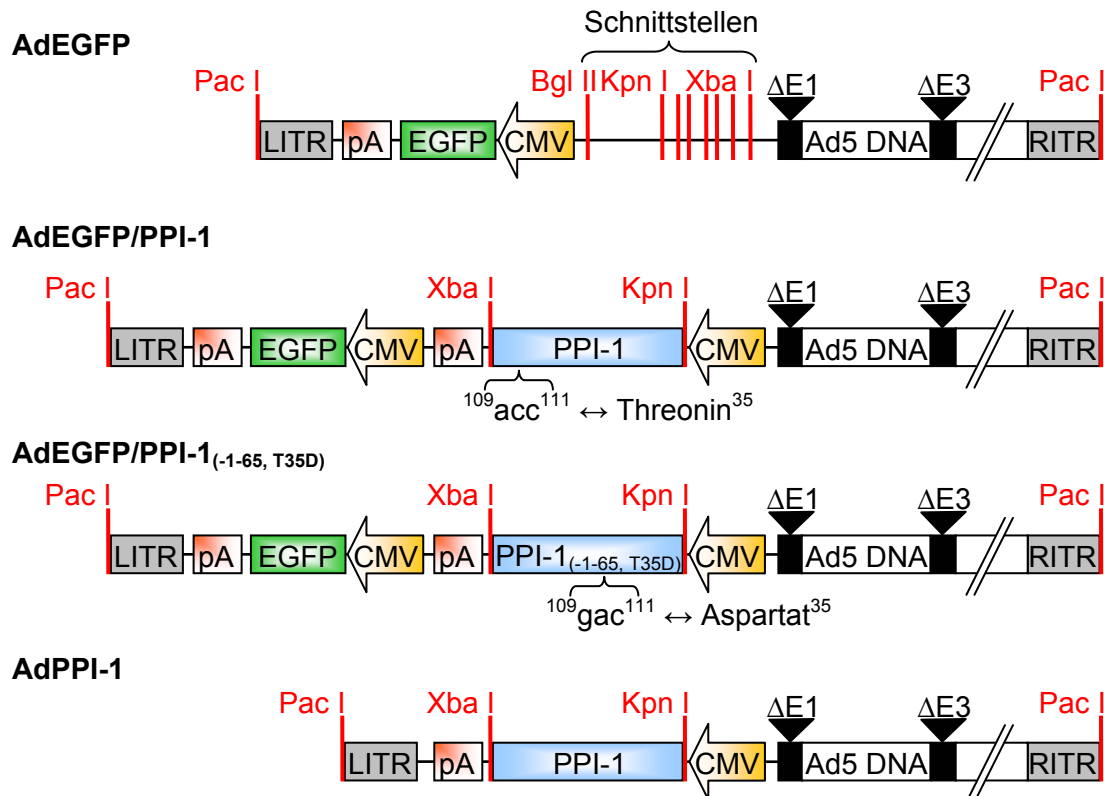 AdEGFP
Schnittstellen
Pac I Bgl II Kpn I Xba I ΔE1 ΔE3 Pac I
LITR pA EGFP CMV Ad5 DNA RITR
AdEGFP/PPI-1
Pac I Xba I Kpn I ΔE1 ΔE3 Pac I
LITR pA EGFP CMV pA PPI-1 CMV Ad5 DNA RITR
109acc111 ↔ Threonin35
AdEGFP/PPI-1(-1-65, T35D)
Pac I Xba I Kpn I ΔE1 ΔE3 Pac I
LITR pA EGFP CMV pA PPI-1(-1-65, T35D) CMV Ad5 DNA RITR
109gac111 ↔ Aspartat35
AdPPI-1
Pac I Xba I Kpn I ΔE1 ΔE3 Pac I
LITR pA PPI-1 CMV Ad5 DNA RITR